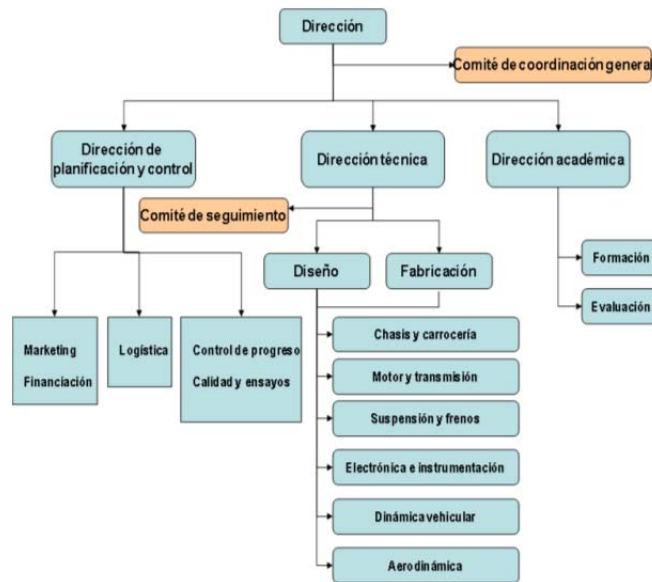 Dirección
Comité de coordinación general
Dirección de
planificación y control
Dirección técnica
Dirección académica
Comité de seguimiento
Diseño
Fabricación
Formación
Evaluación
Marketing
Financiación
Logística
Control de progreso
Calidad y ensayos
Chasis y carrocería
Motor y transmisión
Suspensión y frenos
Electrónica e instrumentación
Dinámica vehicular
Aerodinámica